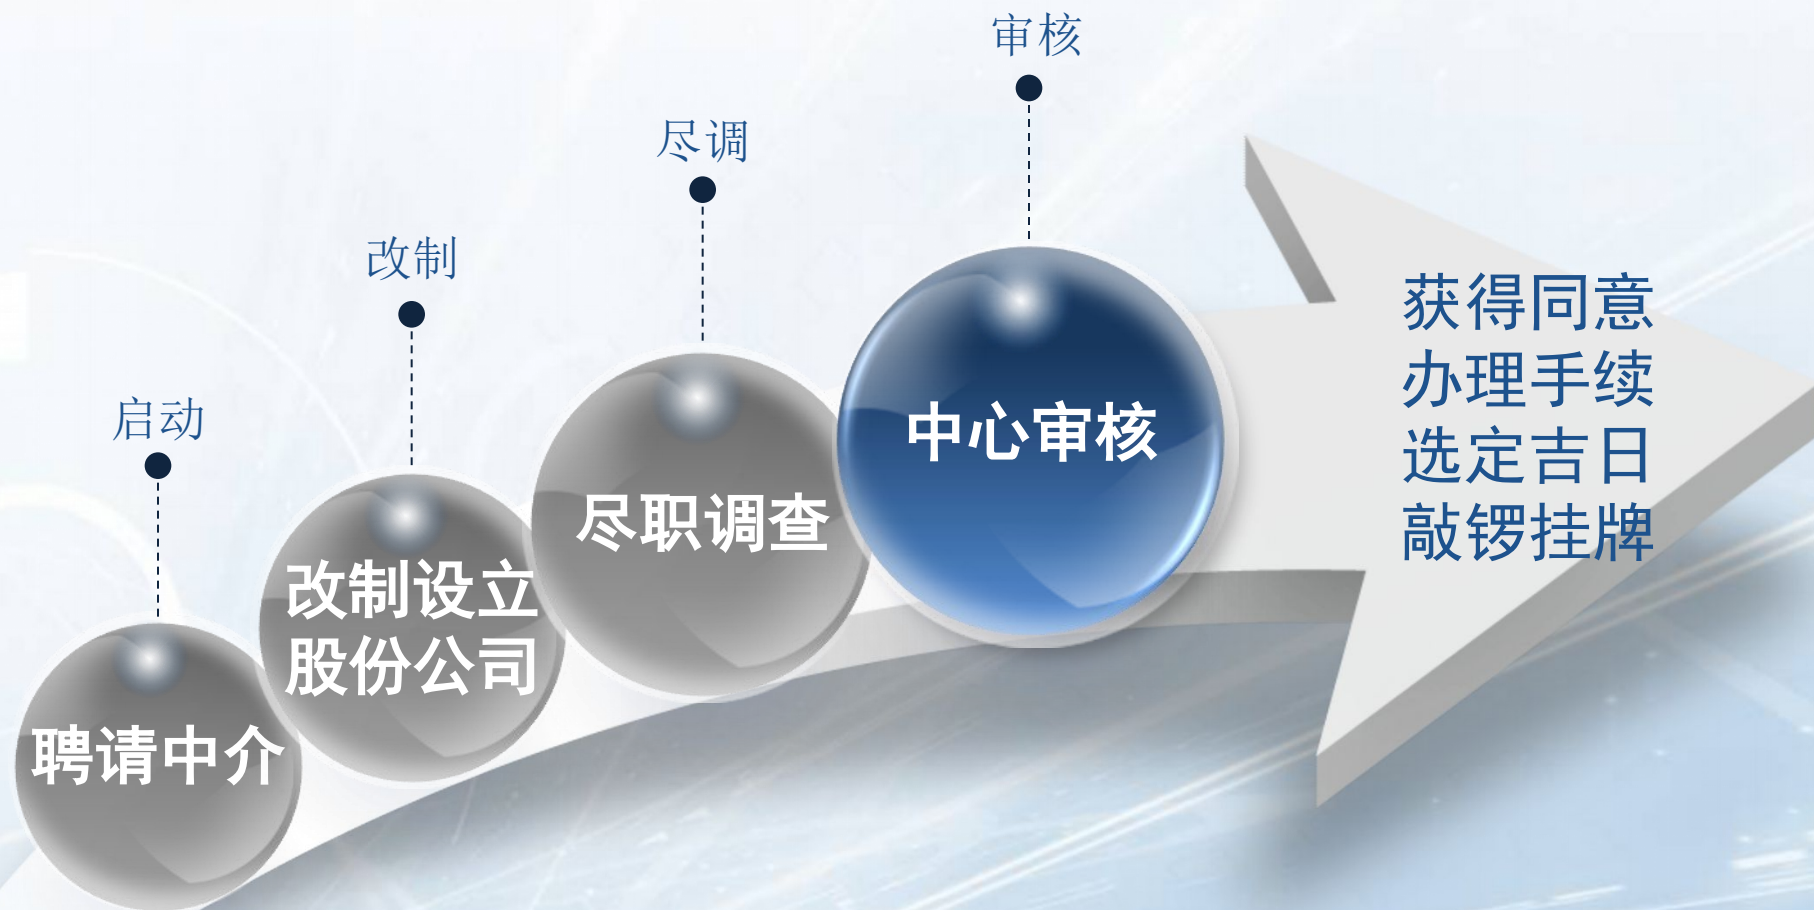 启动
聘请中介
改制
改制设立
股份公司
尽调
尽职调查
审核
中心审核
获得同意
办理手续
选定吉日
敲锣挂牌